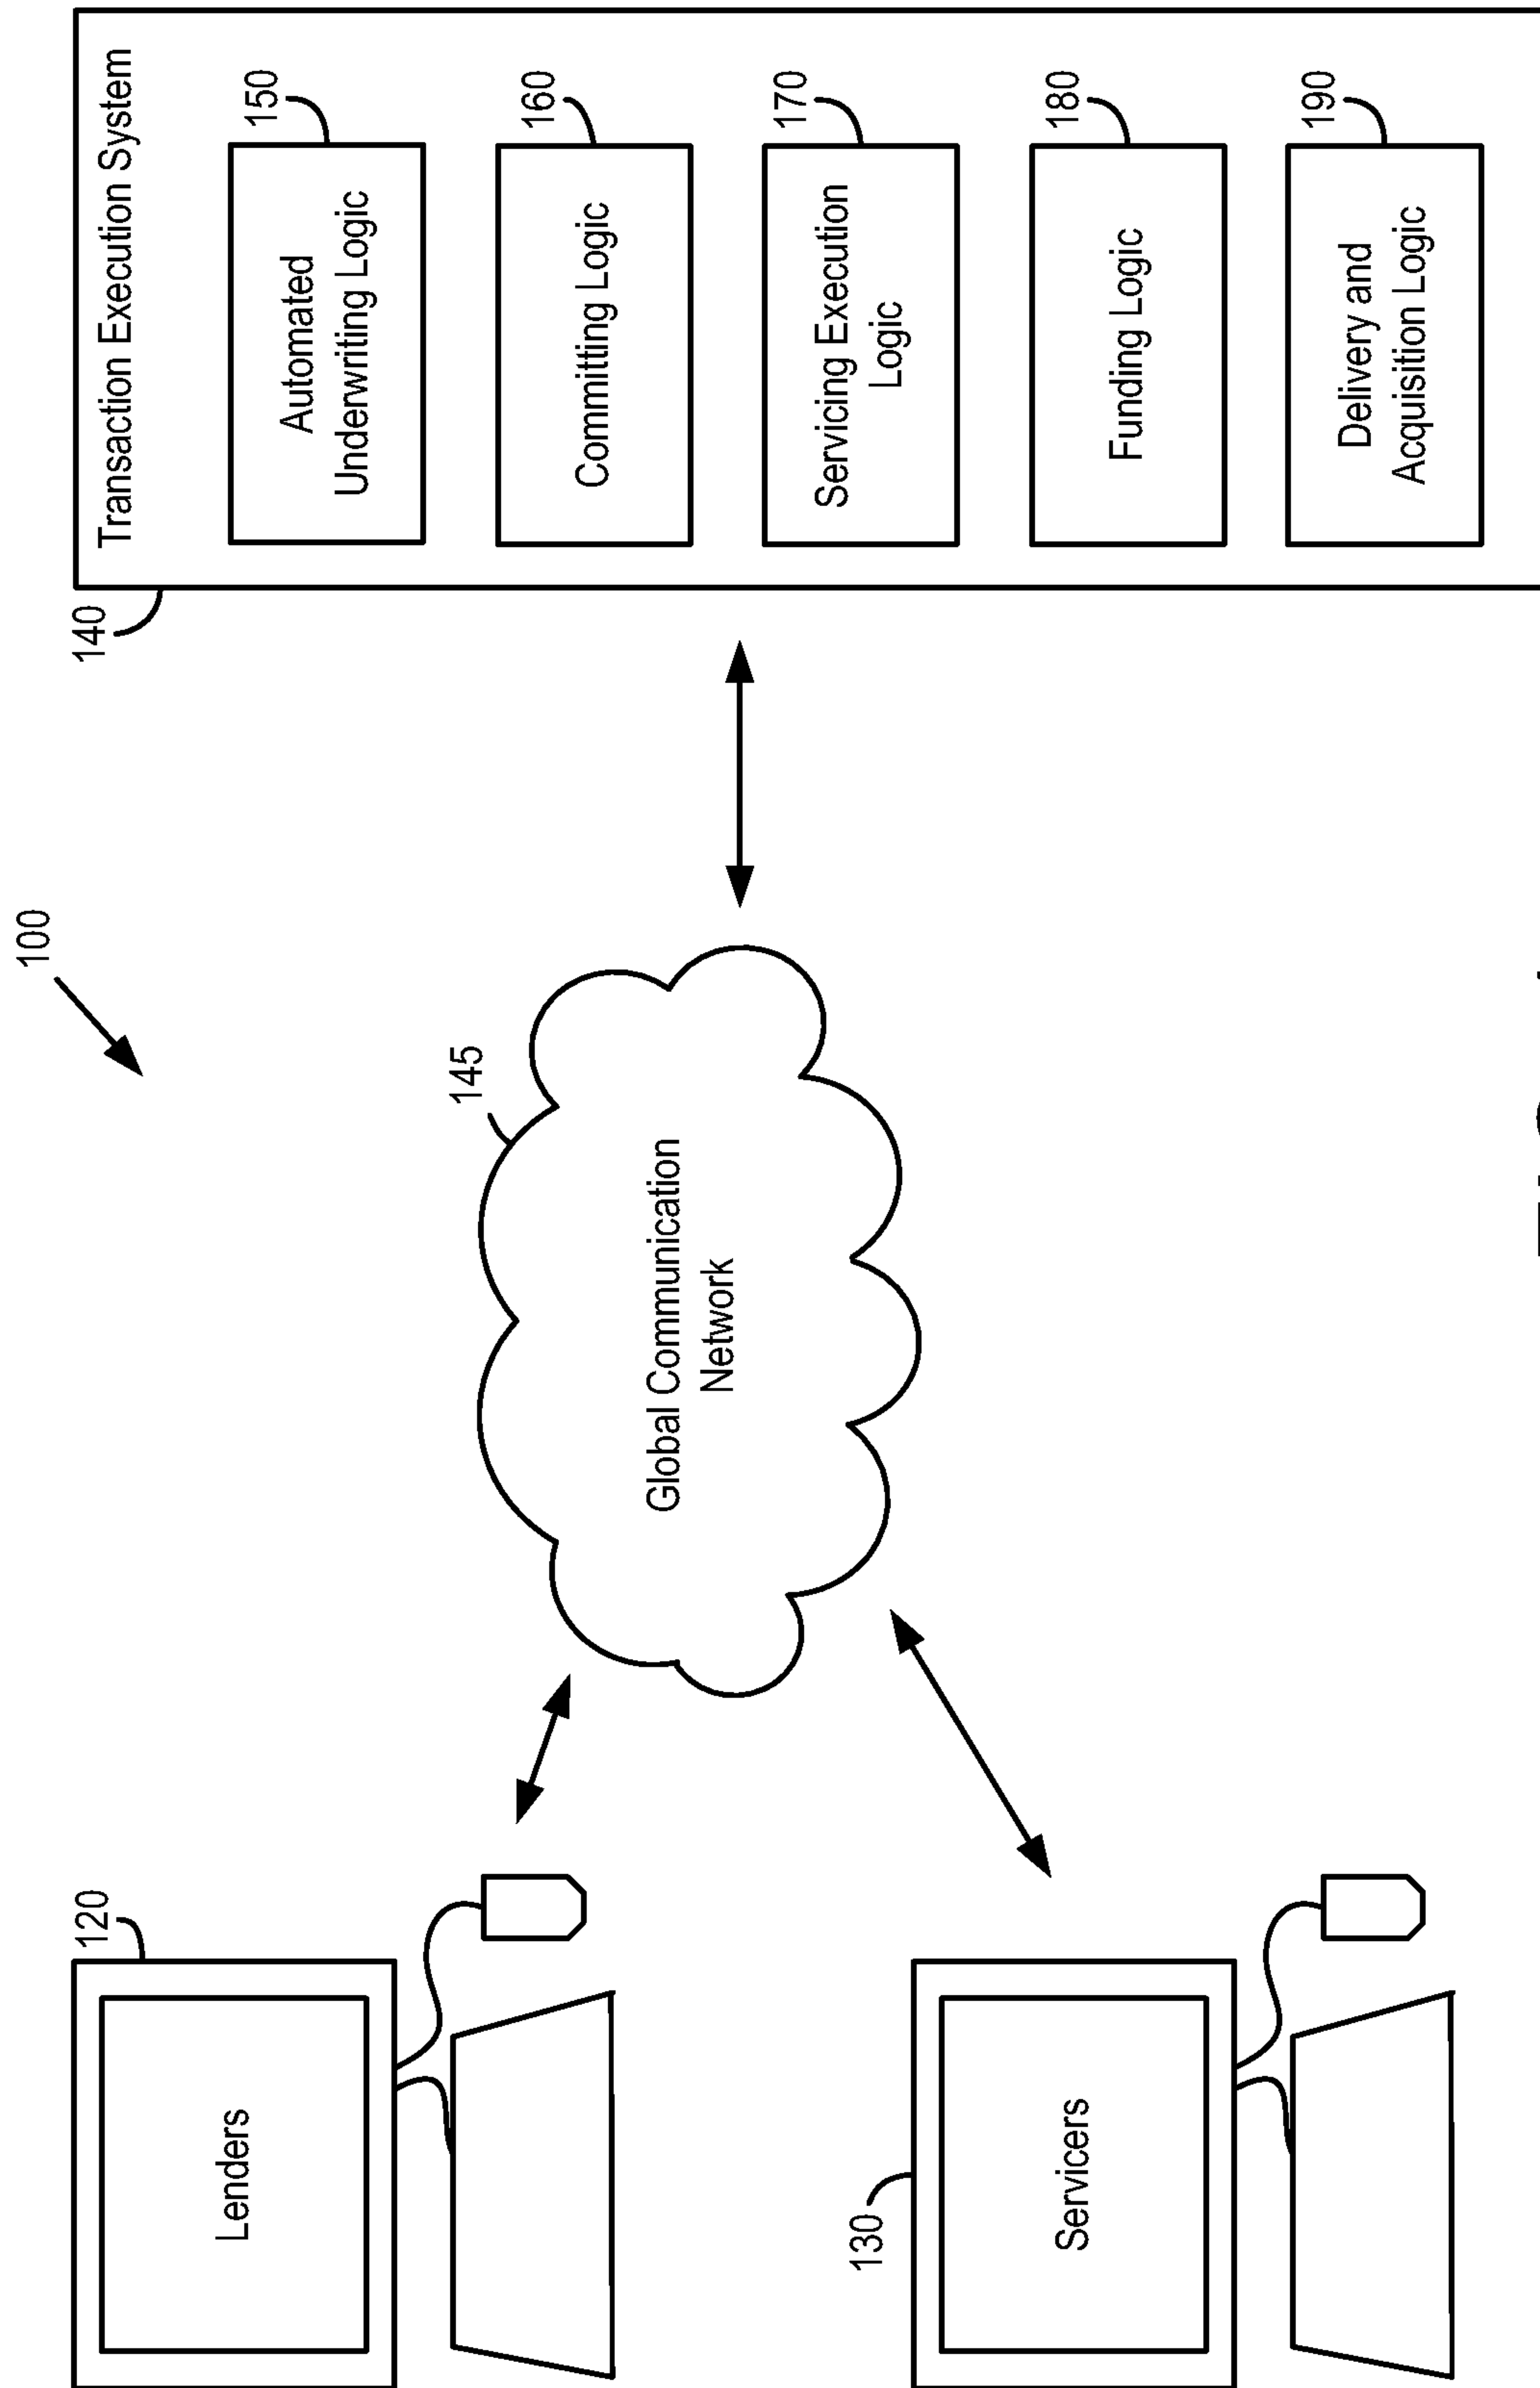 100
120
Lenders
130
Servicers
145
Global Communication
Network
140
Transaction Execution System
150
Automated
Underwriting Logic
160
Committing Logic
170
Servicing Execution
Logic
180
Funding Logic
190
Delivery and
Acquisition Logic